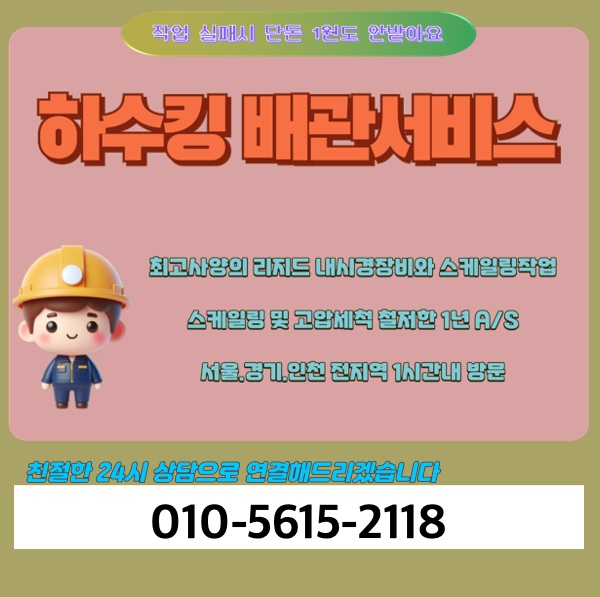 작업 실패시 단돈 1원도 안받아요
하수킹 배관서비스
최고사양의 리지드 내시경장비와 스케일링작업
스케일링 및 고압세척 철저한 1년 A/S
서울,경기,인천 전지역 1시간내 방문
친절한 24시 상담으로 연결해드리겠습니다
010-5615-2118